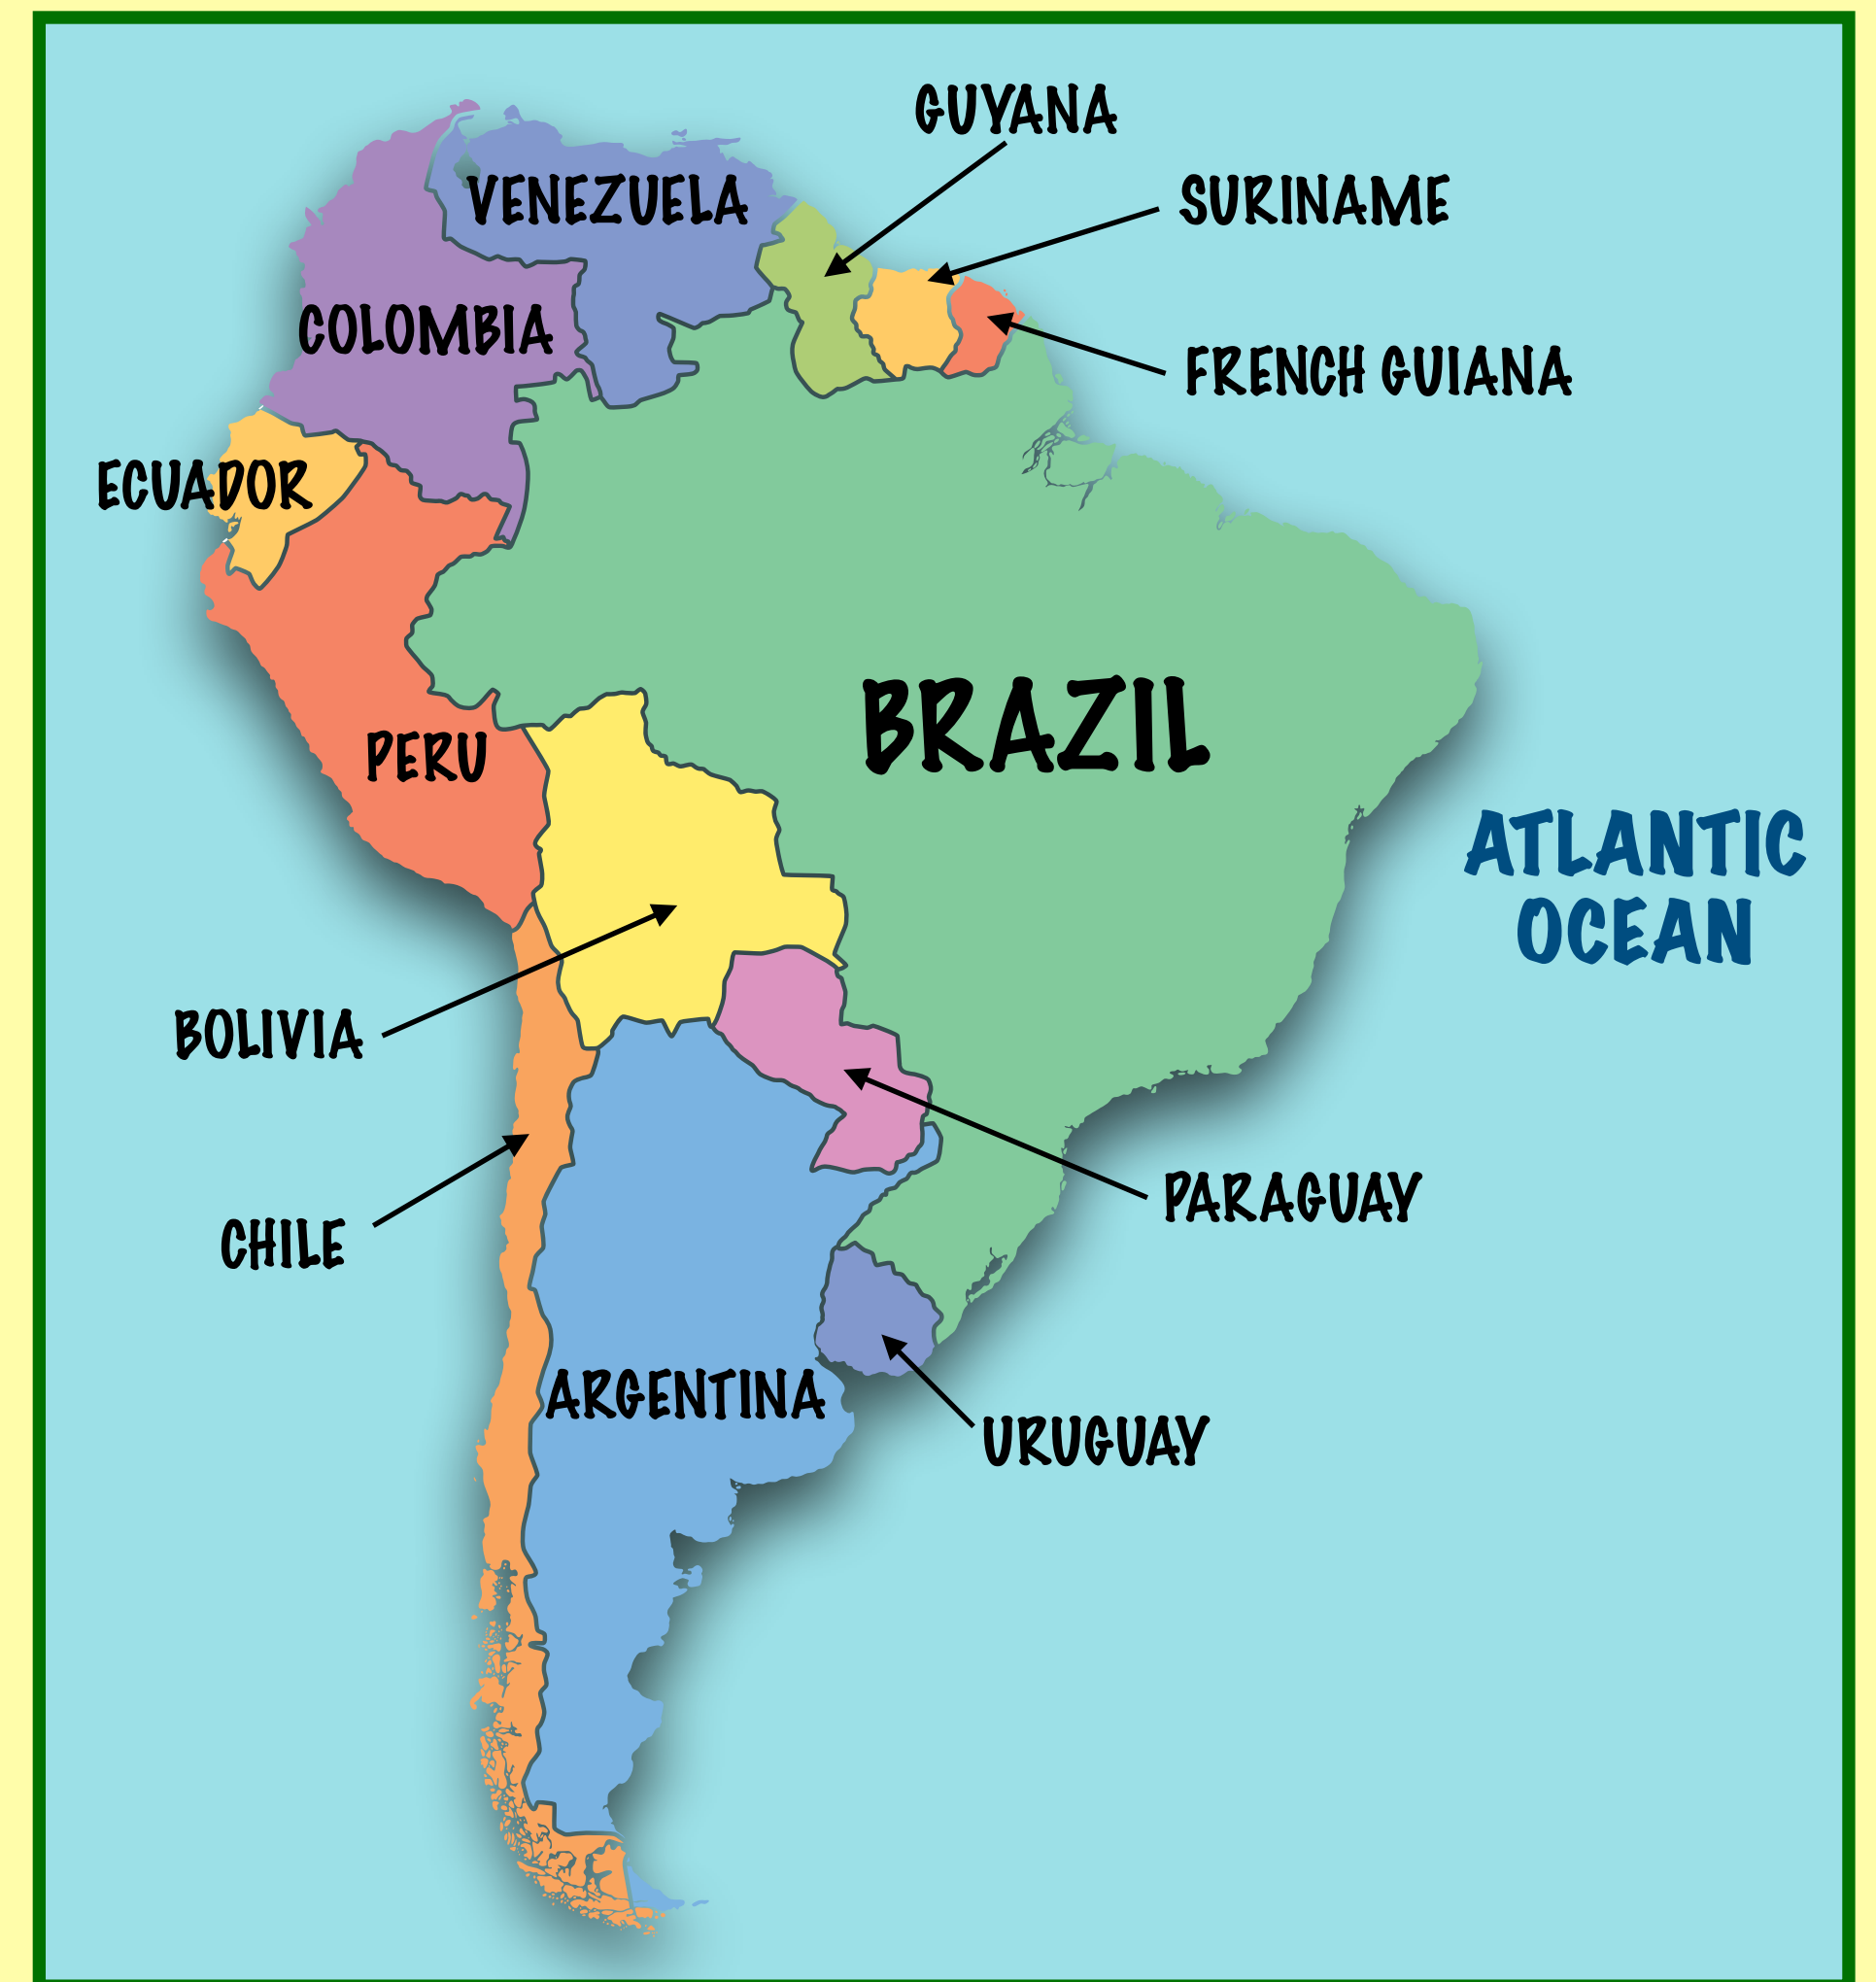 GUYANA
SURINAME
VENEZUELA
COLOMBIA
FRENCH GUIANA
ECUADOR
BRAZIL
PERU
ATLANTIC
OCEAN
BOLIVIA
PARAGUAY
CHILE
ARGENTINA
URUGUAY